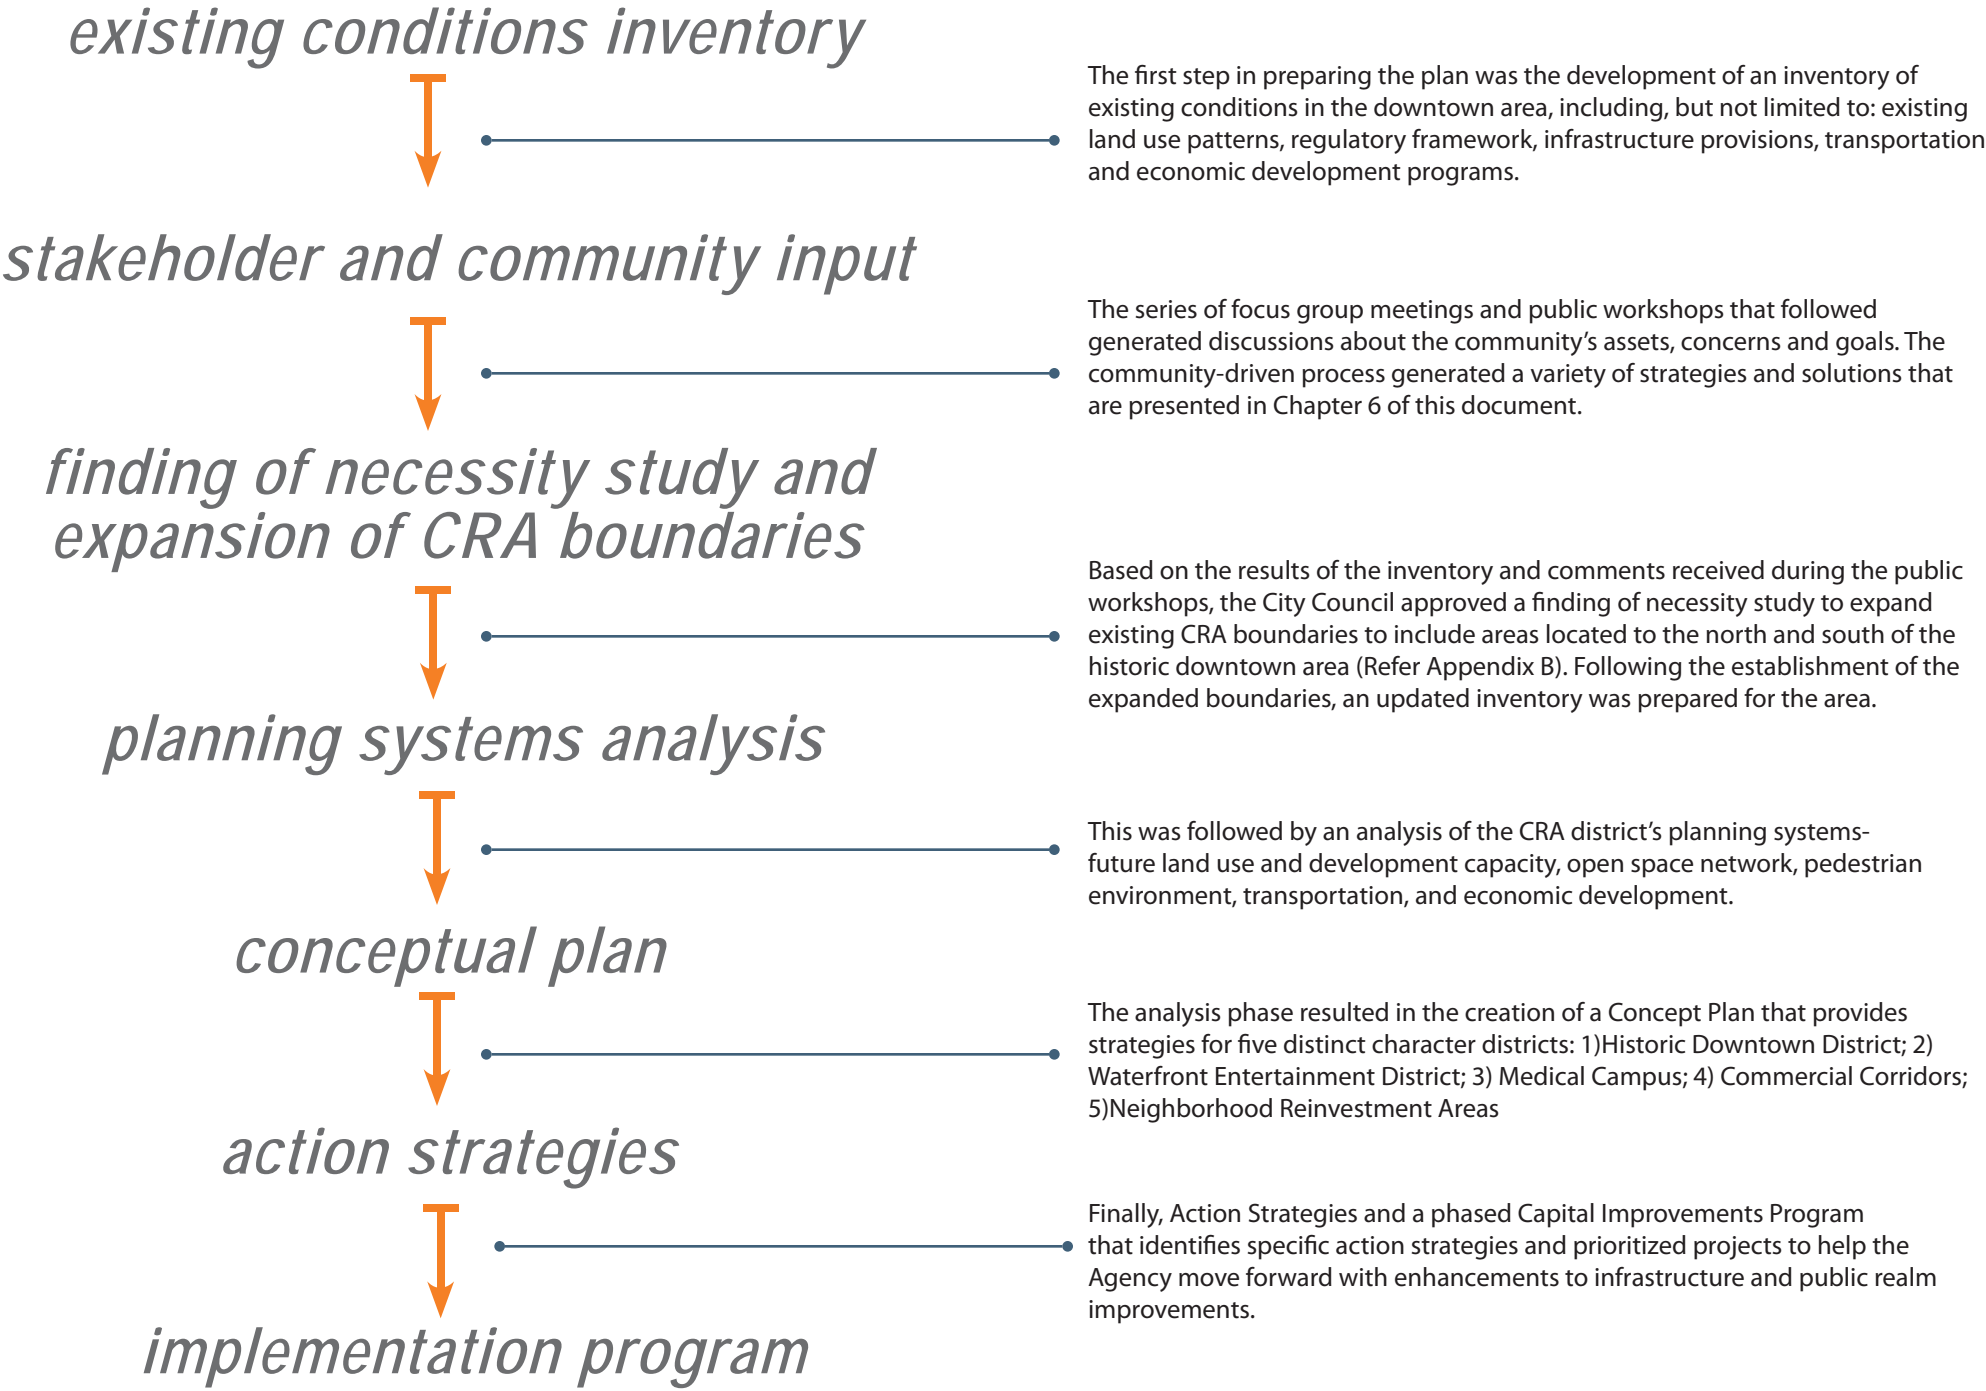 existing conditions inventory
The first step in preparing the plan was the development of an inventory of
existing conditions in the downtown area, including, but not limited to: existing
land use patterns, regulatory framework, infrastructure provisions, transportation
and economic development programs.
stakeholder and community input
The series of focus group meetings and public workshops that followed
generated discussions about the community’s assets, concerns and goals. The
community-driven process generated a variety of strategies and solutions that
are presented in Chapter 6 of this document.
finding of necessity study and
expansion of CRA boundaries
Based on the results of the inventory and comments received during the public
workshops, the City Council approved a finding of necessity study to expand
existing CRA boundaries to include areas located to the north and south of the
historic downtown area (Refer Appendix B). Following the establishment of the
expanded boundaries, an updated inventory was prepared for the area.
planning systems analysis
This was followed by an analysis of the CRA district’s planning systems-
future land use and development capacity, open space network, pedestrian
environment, transportation, and economic development.
conceptual plan
The analysis phase resulted in the creation of a Concept Plan that provides
strategies for five distinct character districts: 1)Historic Downtown District; 2)
Waterfront Entertainment District; 3) Medical Campus; 4) Commercial Corridors;
5)Neighborhood Reinvestment Areas
action strategies
Finally, Action Strategies and a phased Capital Improvements Program
that identifies specific action strategies and prioritized projects to help the
Agency move forward with enhancements to infrastructure and public realm
improvements.
implementation program